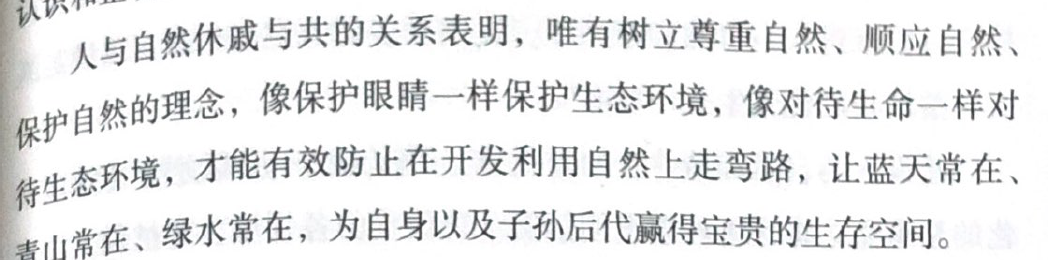 认识和
人与自然休戚与共的关系表明，唯有树立尊重自然、顺应自然、
保护自然的理念，像保护眼睛一样保护生态环境，像对待生命一样对
待生态环境，才能有效防止在开发利用自然上走弯路，让蓝天常在、
青山常在、绿水常在，为自身以及子孙后代赢得宝贵的生存空间。